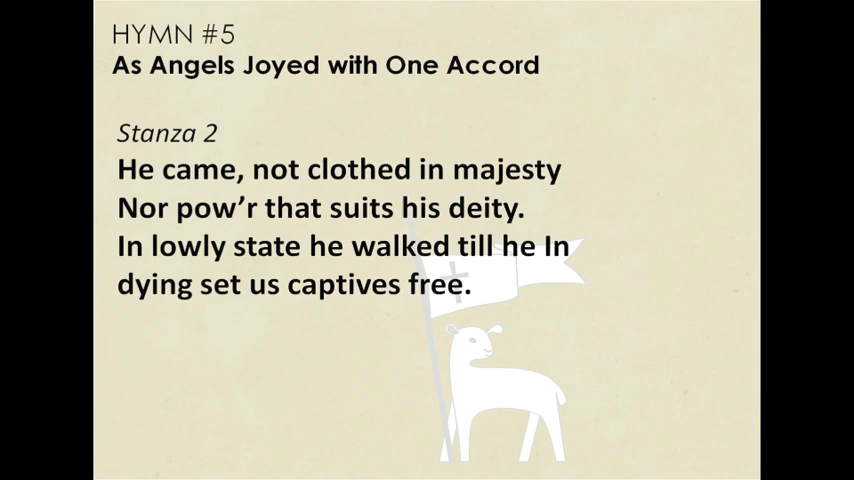 HYMN #5
As Angels Joyed with One Accord
Stanza 2
He came, not clothed in majesty
Nor pow’r that suits his deity.
In lowly state he walked till he In
dying set us captives free.